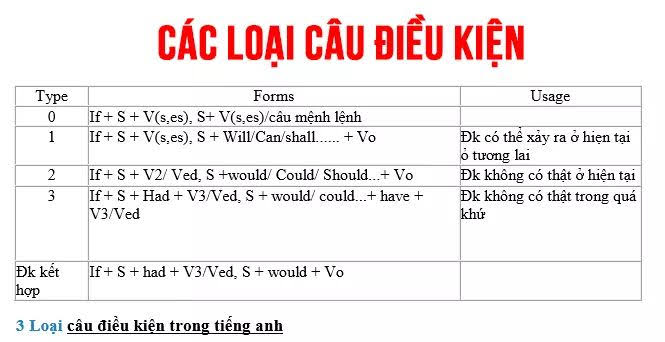 CÁC LOẠI CÂU ĐIỀU KIỆN
Type Forms Usage
0 If + S + V(s,es), S+ V(s,es)/câu mệnh lệnh
1 If + S + V(s,es), S + Will/Can/shall...... + Vo Đk có thể xảy ra ở hiện tại
ổ tương lai
2 If + S + V2/ Ved, S +would/ Could/ Should...+ Vo Đk không có thật ở hiện tại
3 If + S + Had + V3/Ved, S + would/ could...+ have + Đk không có thật trong quá
V3/Ved khứ
Đk kết If + S + had + V3/Ved, S + would + Vo
hợp
3 Loại câu điều kiện trong tiếng anh